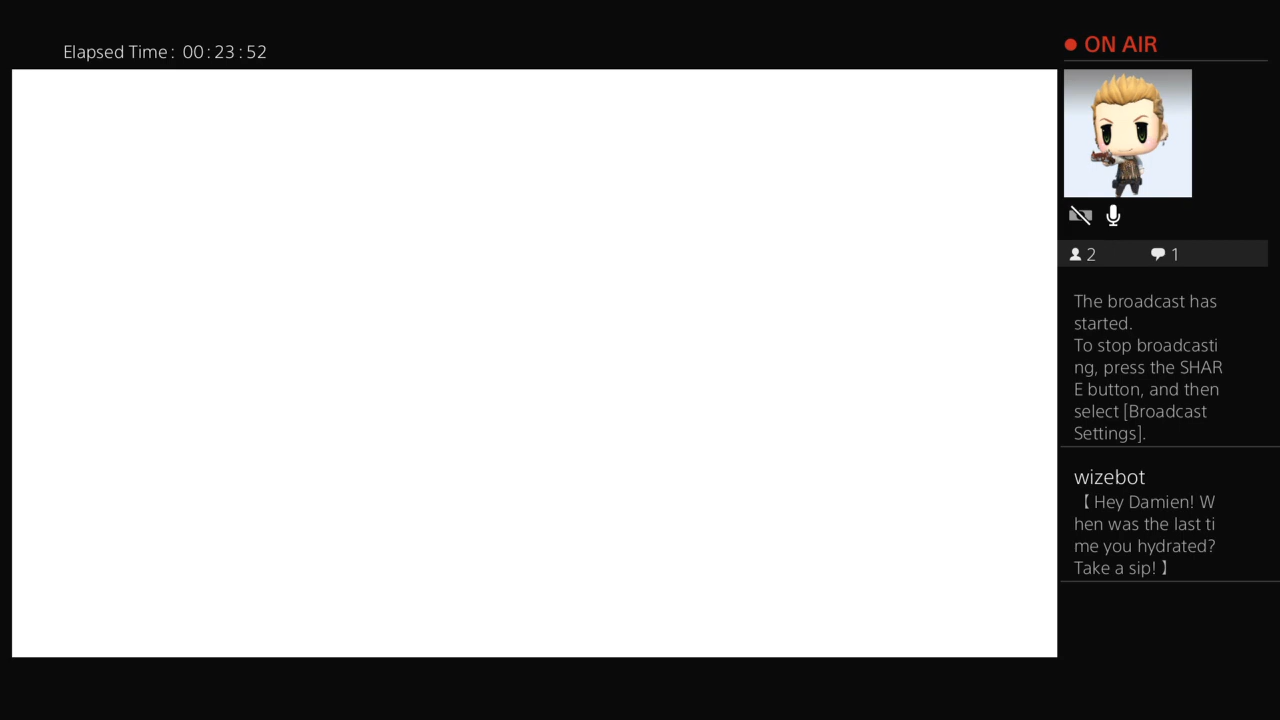 Elapsed Time: 00:23:52
ON AIR
2 1
The broadcast has
started.
To stop broadcasti
ng, press the SHAR
E button, and then
select [Broadcast
Settings].
wizebot
【Hey Damien! W
hen was the last ti
me you hydrated?
Take a sip!】